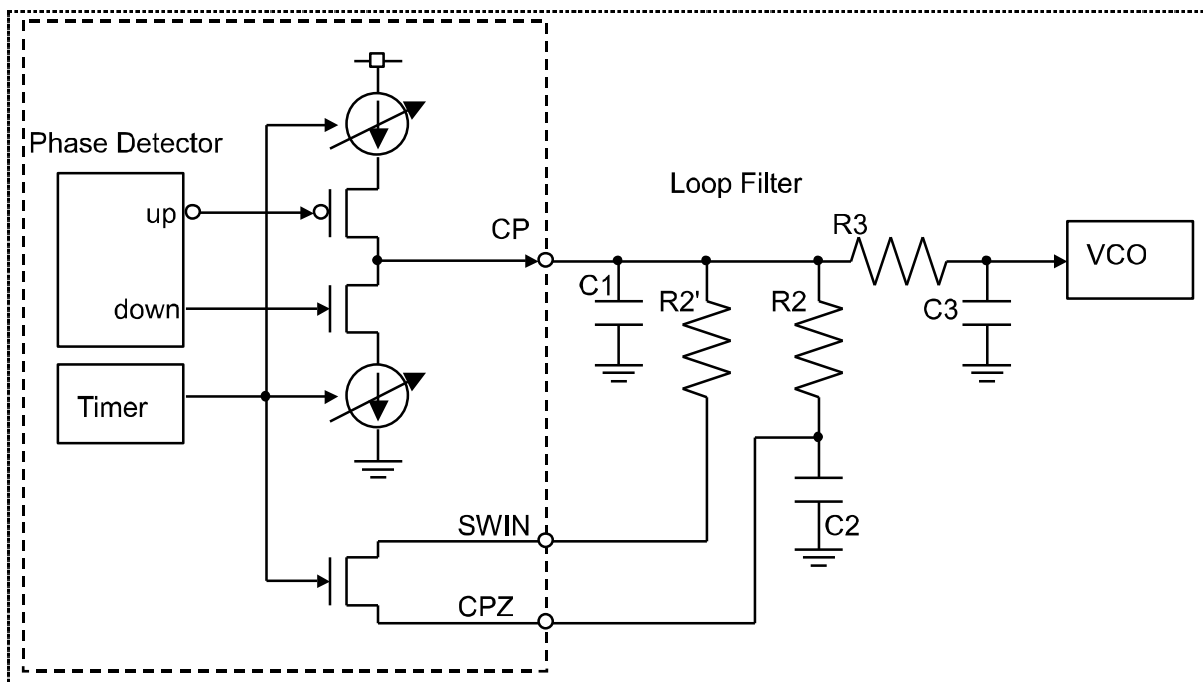 Phase Detector
up
down
Timer
CP
SWIN
CPZ
Loop Filter
C1
R2'
R2
R3
C3
C2
VCO